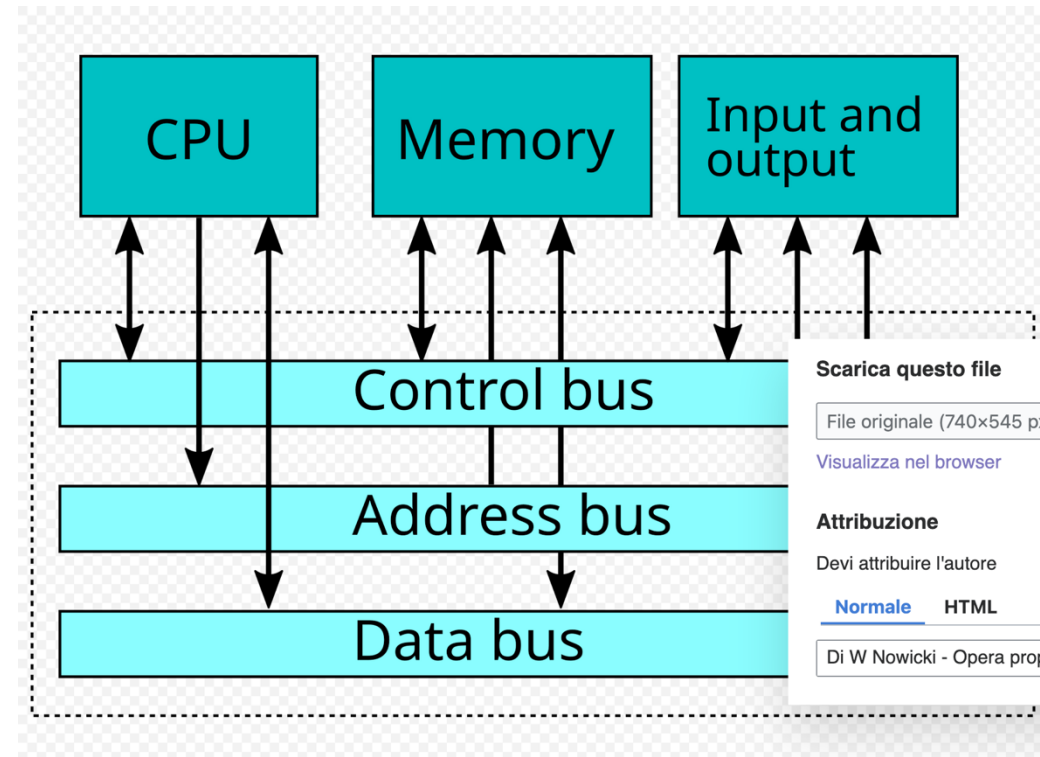 CPU
Memory
Input and
output
Control bus
Address bus
Data bus
Scarica questo file
File originale (740×545
Visualizza nel browser
Attribuzione
Devi attribuire l'autore
Normale HTML
Di W Nowicki - Opera